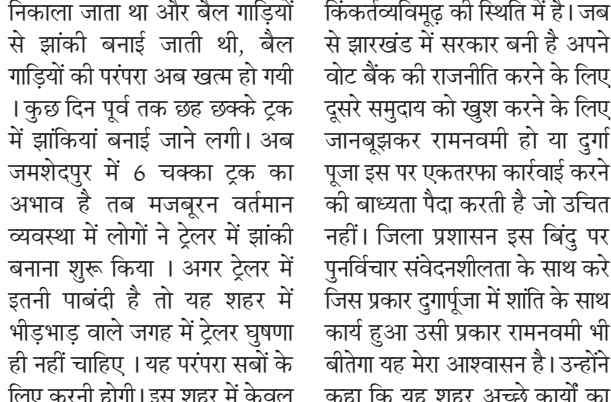 निकाला जाता था और बैल गाड़ियों
से झांकी बनाई जाती थी, बैल
गाड़ियों की परंपरा अब खत्म हो गयी
। कुछ दिन पूर्व तक छह छक्के ट्रक
में झांकियां बनाई जाने लगी। अब
जमशेदपुर में 6 चक्का ट्रक का
अभाव है तब मजबूरन वर्तमान
व्यवस्था में लोगों ने ट्रेलर में झांकी
बनाना शुरू किया । अगर ट्रेलर में
इतनी पाबंदी है तो यह शहर में
भीड़भाड़ वाले जगह में ट्रेलर घुषणा
ही नहीं चाहिए । यह परंपरा सबों के
लिए करनी होगी। इस शहर में केवल
किंकर्तव्यविमूढ़ की स्थिति में है। जब
से झारखंड में सरकार बनी है अपने
वोट बैंक की राजनीति करने के लिए
दूसरे समुदाय को खुश करने के लिए
जानबूझकर रामनवमी हो या दुर्गा
पूजा इस पर एकतरफा कार्रवाई करने
की बाध्यता पैदा करती है जो उचित
नहीं। जिला प्रशासन इस बिंदु पर
पुनर्विचार संवेदनशीलता के साथ करे
जिस प्रकार दुगार्पूजा में शांति के साथ
कार्य हुआ उसी प्रकार रामनवमी भी
बीतेगा यह मेरा आश्वासन है। उन्होंने
कहा कि यह शहर अच्छे कार्यों का